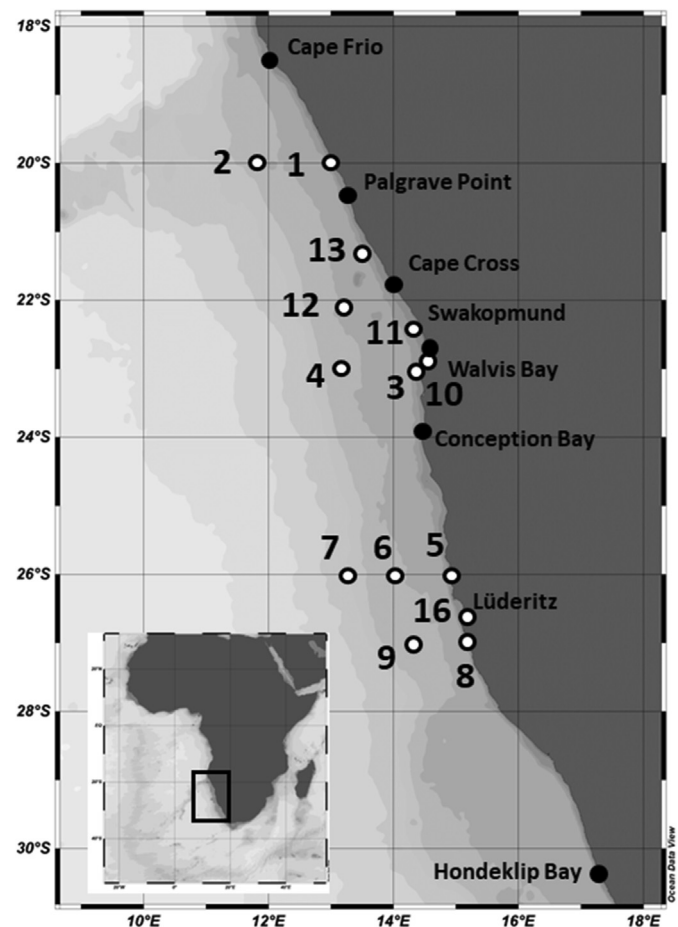 18°S
Cape Frio
20°S
2
1
Palgrave Point
13
Cape Cross
22°S
12
Swakopmund
11
4
Walvis Bay
3
10
24°S
Conception Bay
7
6
5
26°S
16
Lüderitz
9
8
28°S
30°S
Hondeklip Bay
Ocean Data View
10°E
12°E
14°E
16°E
18°E